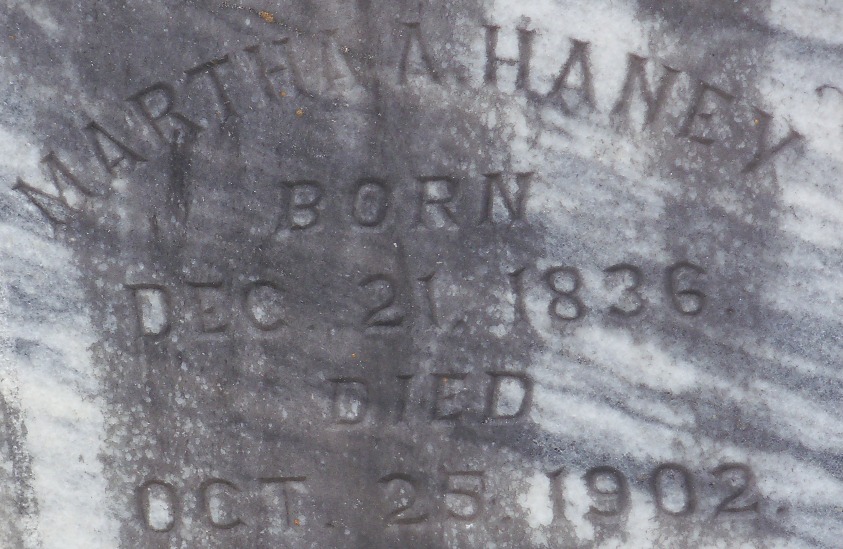 MARTHA A. HANEY
BORN
DEC. 21, 1836.
DIED
OCT. 25, 1902.